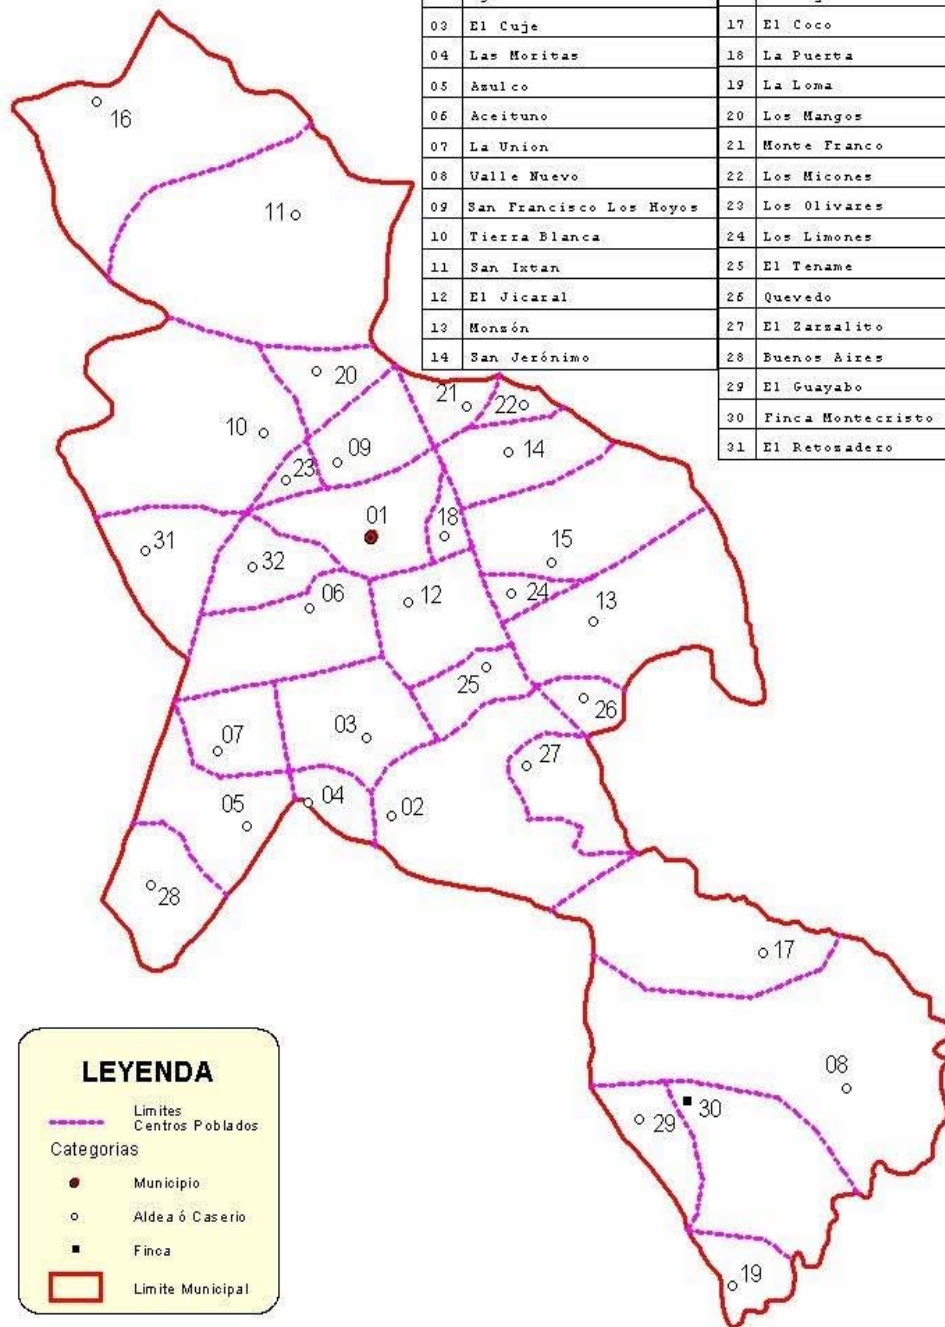 03 El Cuje
04 Las Moritas
05 Asulco
06 Aceituno
07 La Union
08 Valle Nuevo
09 San Francisco Los Hoyos
10 Tierra Blanca
11 San Ixtan
12 El Jicaral
13 Monsón
14 San Jerónimo
17 El Coco
18 La Puerta
19 La Loma
20 Los Mangos
21 Monte Franco
22 Los Micones
23 Los Olivares
24 Los Limones
25 El Tename
26 Quevedo
27 El Zarsalito
28 Buenos Aires
29 El Guayabo
30 Finca Montecristo
31 El Retosadero
16
11
20
21
22
10
09
14
23
01
18
31
32
15
06
12
24
13
25
26
07
03
27
05
04
02
28
17
08
30
29
19
LEYENDA
Limites
Centros Poblados
Categorias
Municipio
Aldea ó Caserio
Finca
Limite Municipal